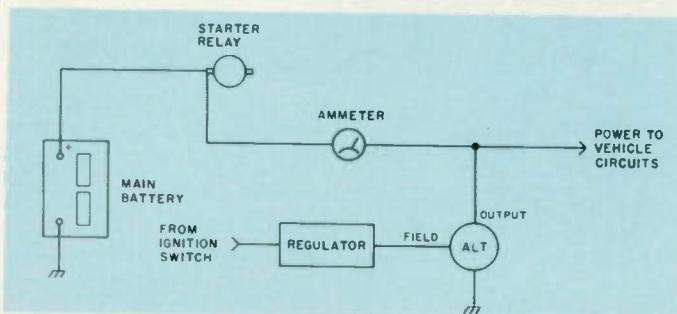 STARTER
RELAY
AMMETER
POWER TO
VEHICLE
CIRCUITS
+
MAIN
BATTERY
OUTPUT
FROM
IGNITION
SWITCH
REGULATOR
FIELD
ALT